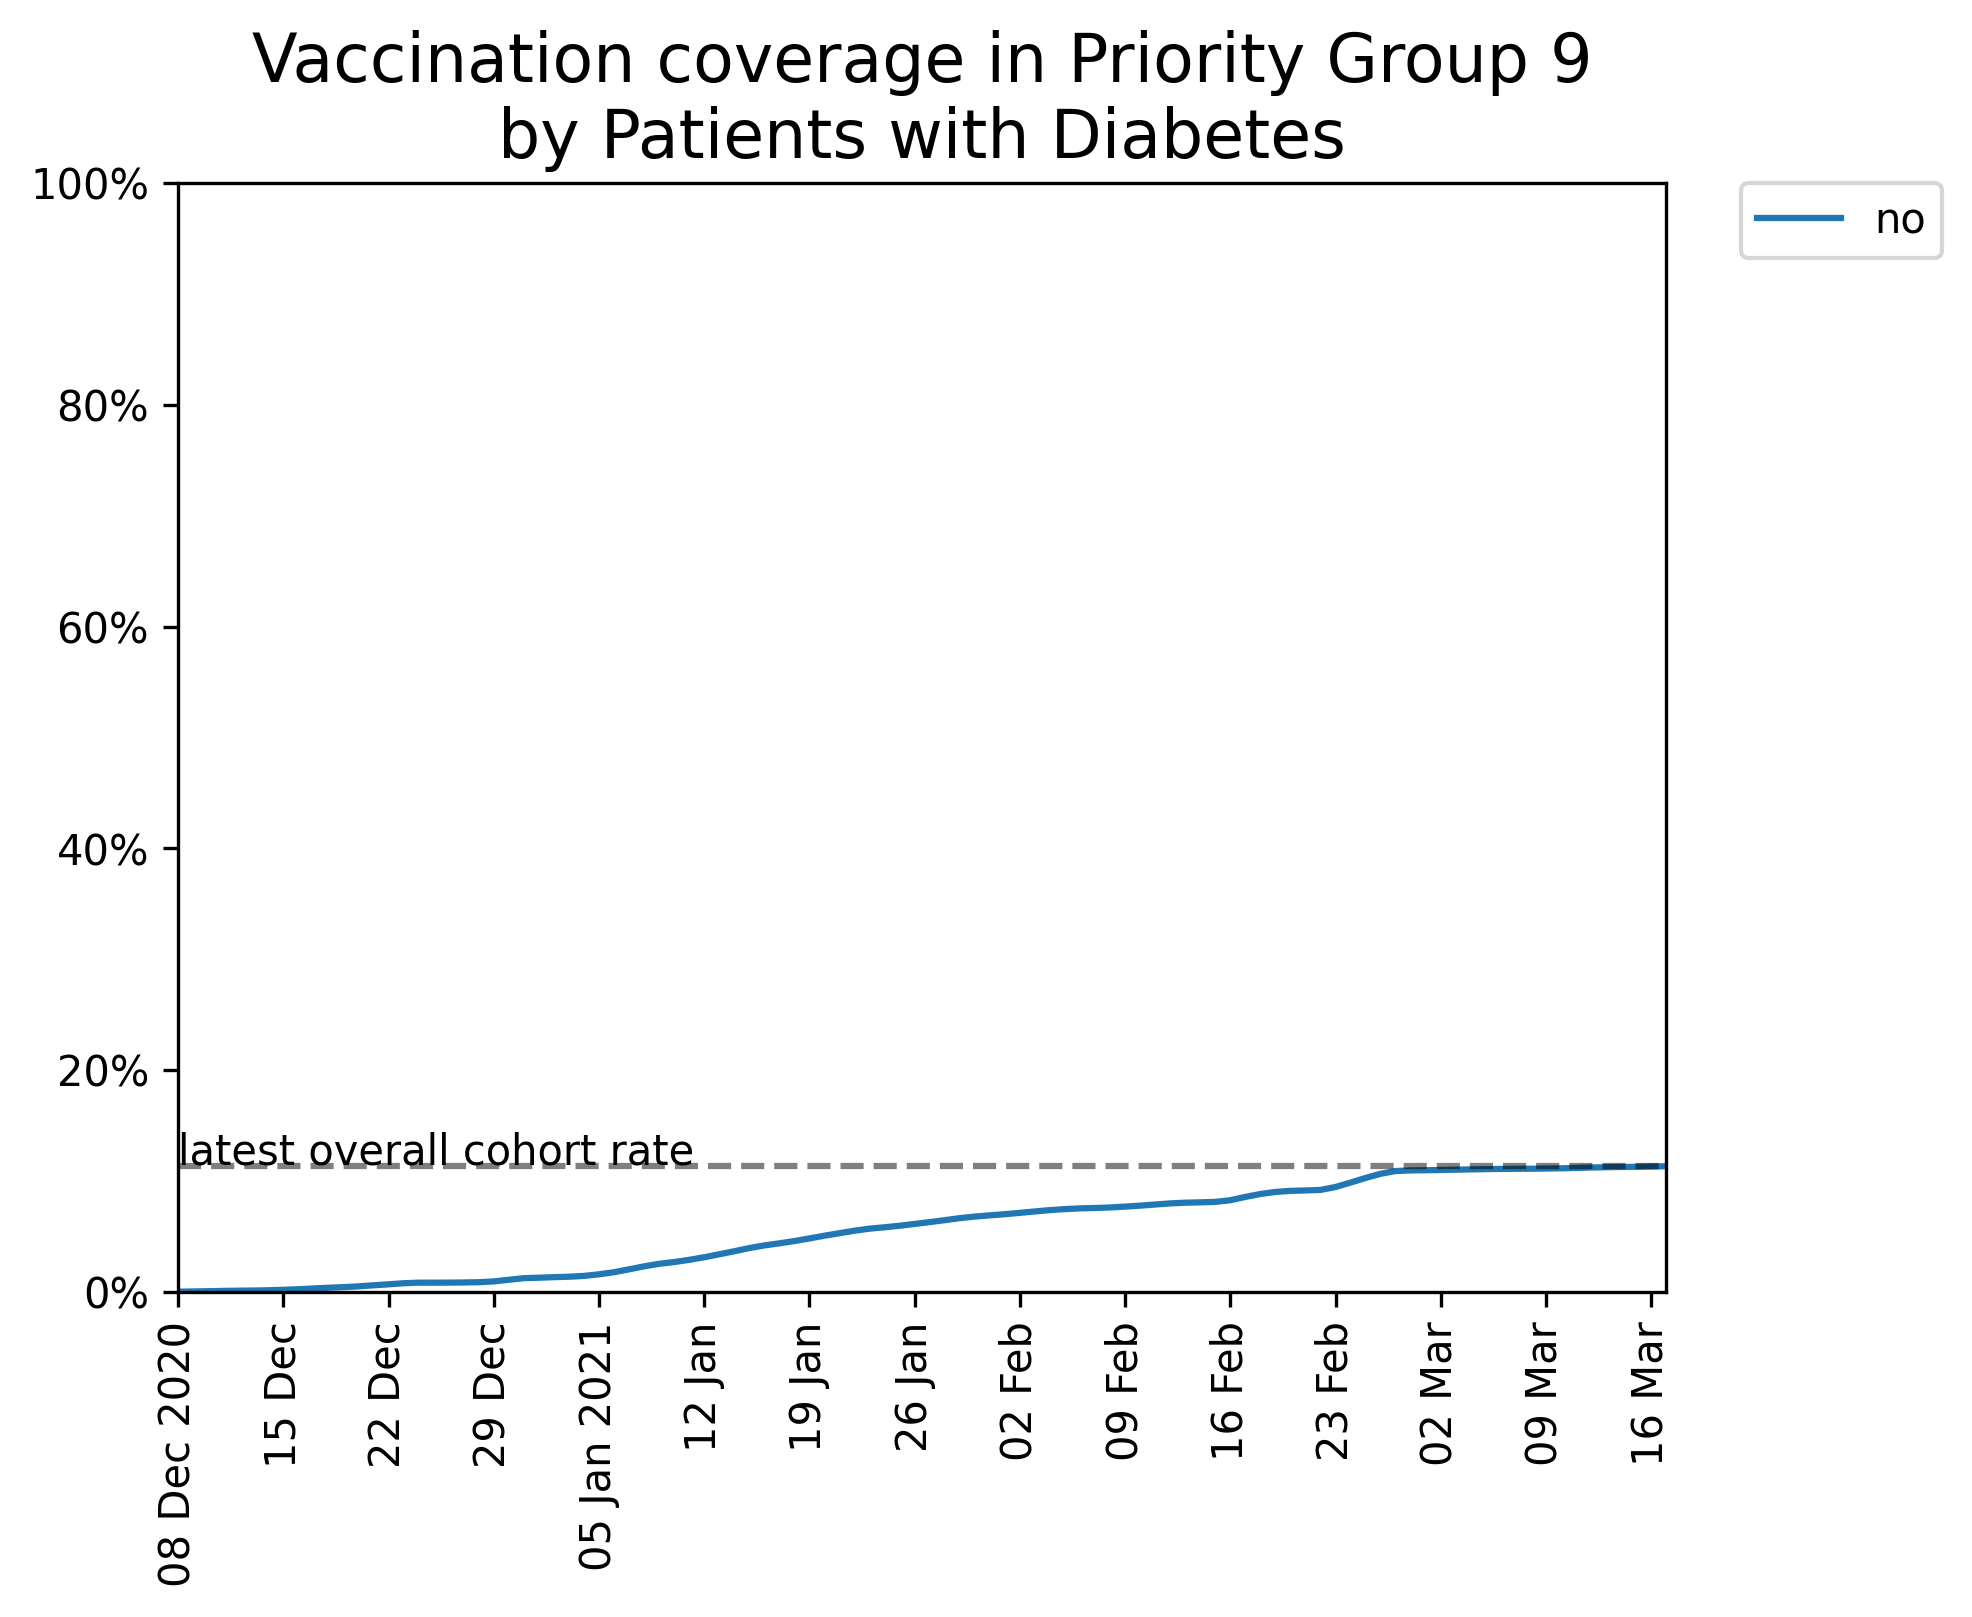 Vaccination coverage in Priority Group 9
by Patients with Diabetes
100%
80%
60%
40%
20%
0%
no
latest overall cohort rate
08 Dec 2020
15 Dec
22 Dec
29 Dec
05 Jan 2021
12 Jan
19 Jan
26 Jan
02 Feb
09 Feb
16 Feb
23 Feb
02 Mar
09 Mar
16 Mar